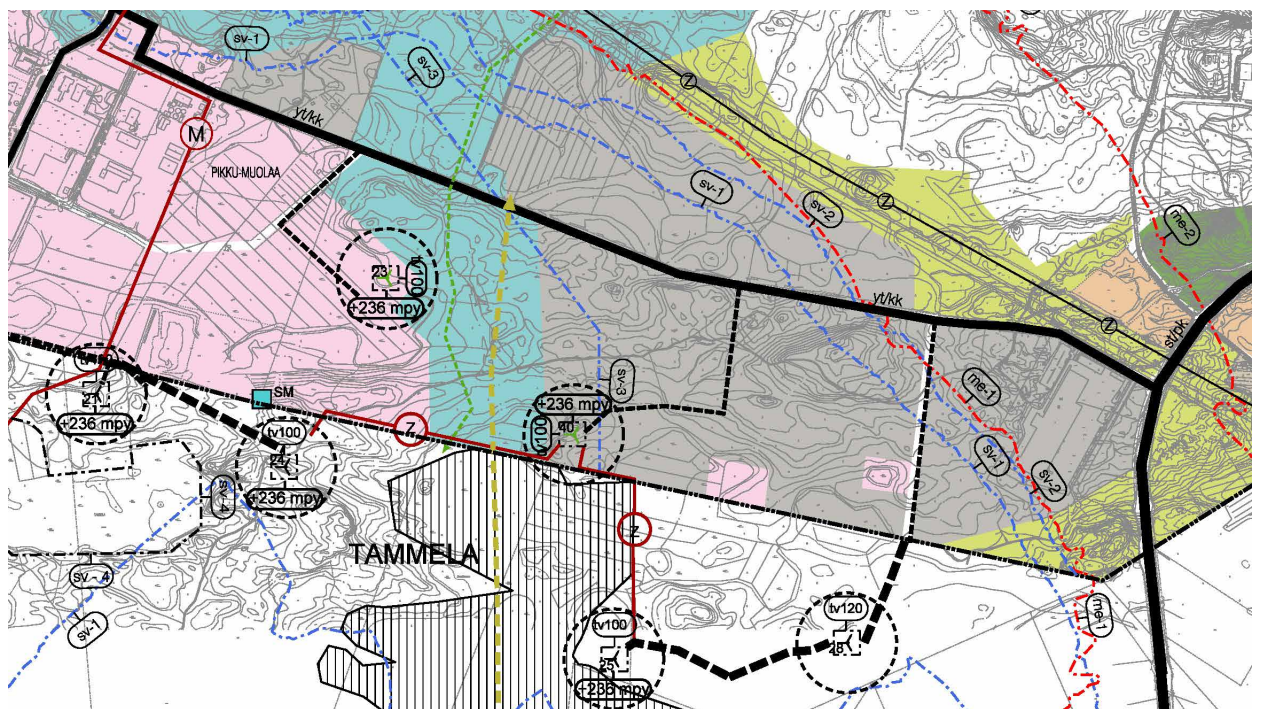 sv-1
sv-3
Z
yt/kk
M
PIKKU-MUOLAA
sv-1
sv-2
Z
me-2
23
tv100
+236 mpy
yt/kk
Z
st/pk
SM
sv-3
me-1
+236 mpy
+236 mpy
tv100
40
Z
tv100
sv-1
sv-2
+236 mpy
sv-4
Z
TAMMELA
sv - 4
sv-1
tv100
tv120
me-1
25
28
+236 mpy